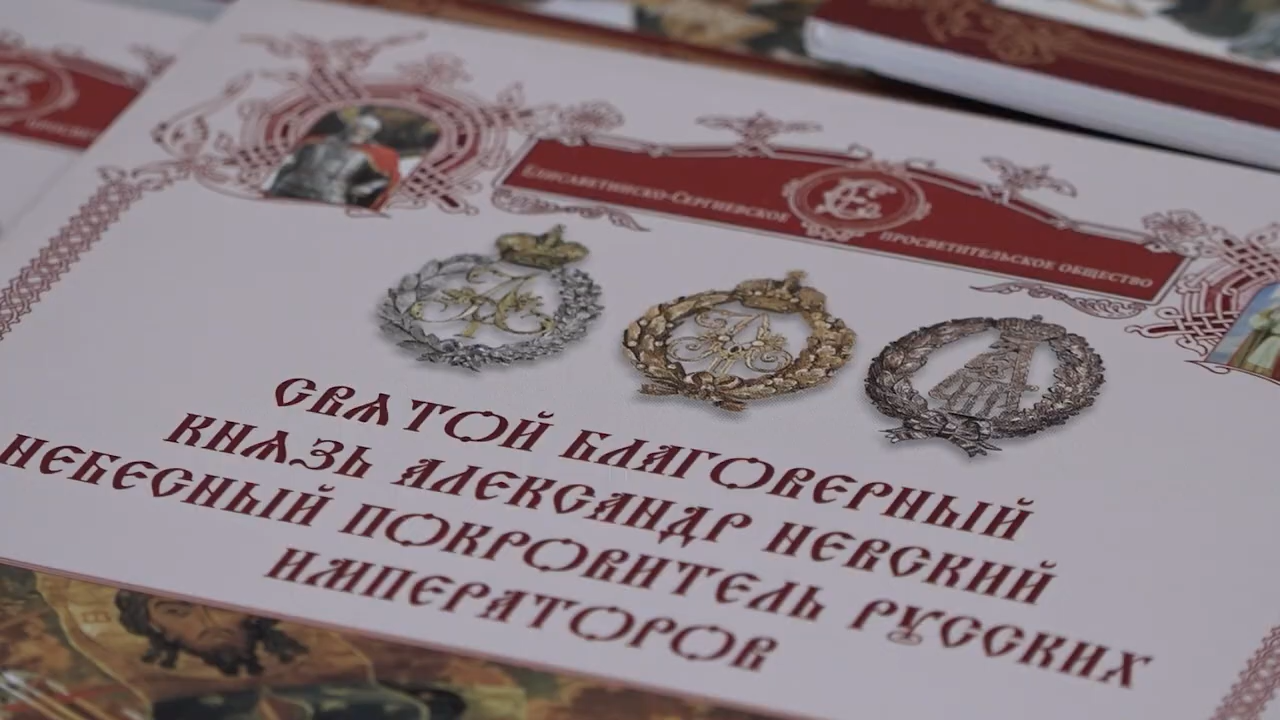 Елисаветинско-Сергиевское
просветительское общество
СВЯТОЙ БЛАГОВЕРНЫЙ
КНЯЗЬ АЛЕКСАНДР НЕВСКИЙ
НЕБЕСНЫЙ ПОКРОВИТЕЛЬ РУССКИХ
ИМПЕРАТОРОВ